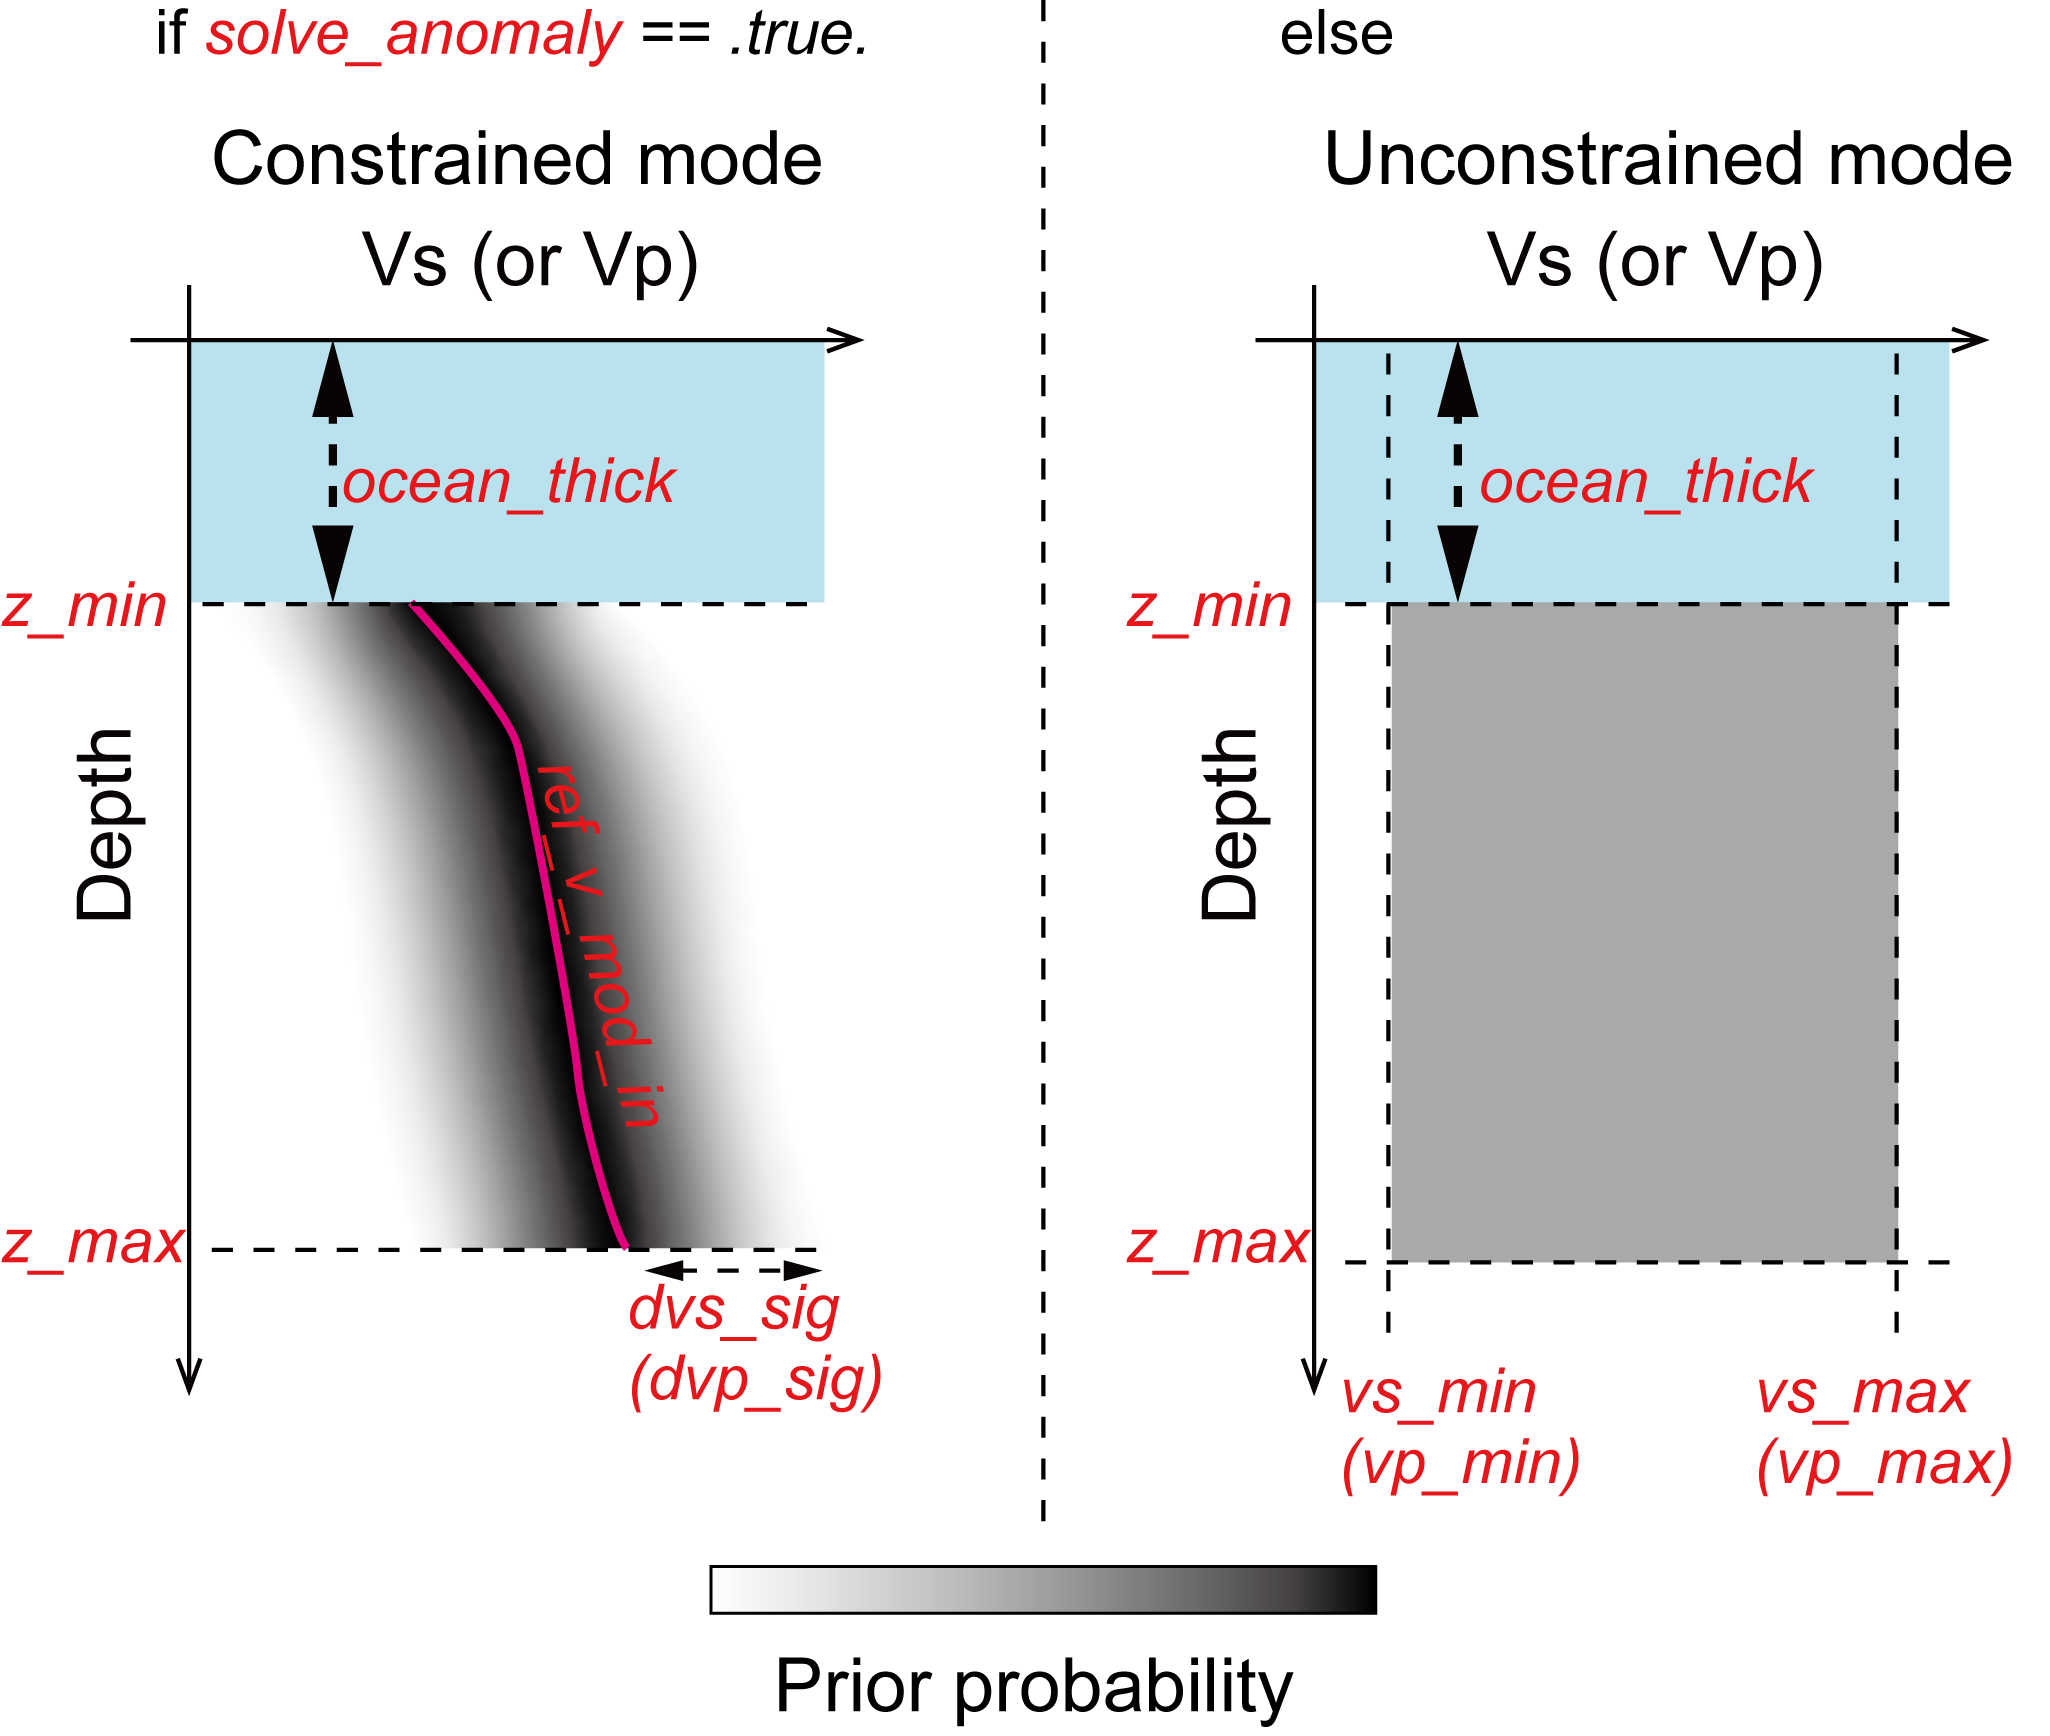 if solve_anomaly == .true.
Constrained mode
Vs (or Vp)
ocean_thick
z_min
Depth
ref_v_mod_in
z_max
dvs_sig
(dvp_sig)
else
Unconstrained mode
Vs (or Vp)
ocean_thick
z_min
Depth
z_max
vs_min
(vp_min)
vs_max
(vp_max)
Prior probability